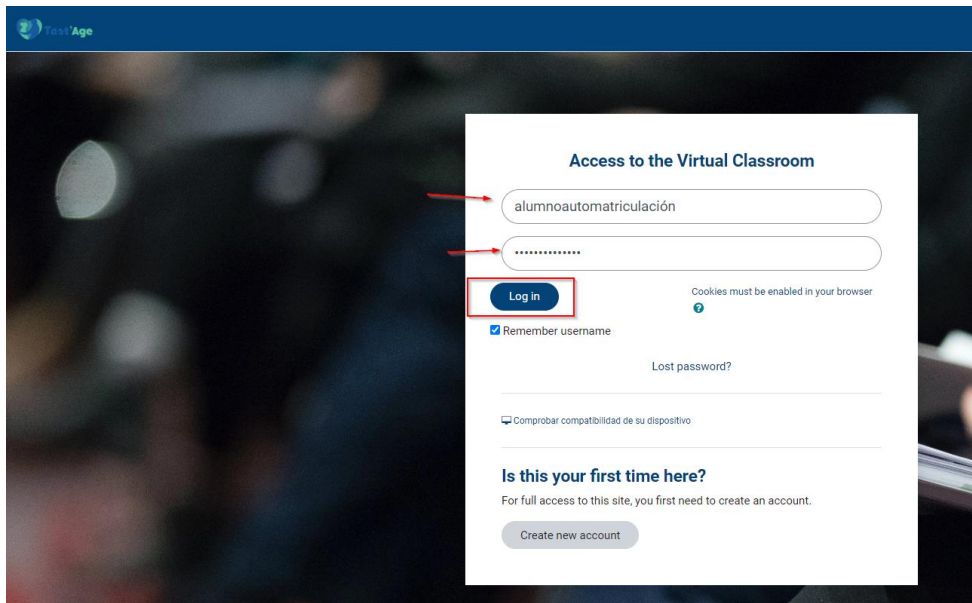 Tast'Age
Access to the Virtual Classroom
alumnoautomatriculación
••••••••••••••
Log in
Cookies must be enabled in your browser
Remember username
Lost password?
Comprobar compatibilidad de su dispositivo
Is this your first time here?
For full access to this site, you first need to create an account.
Create new account